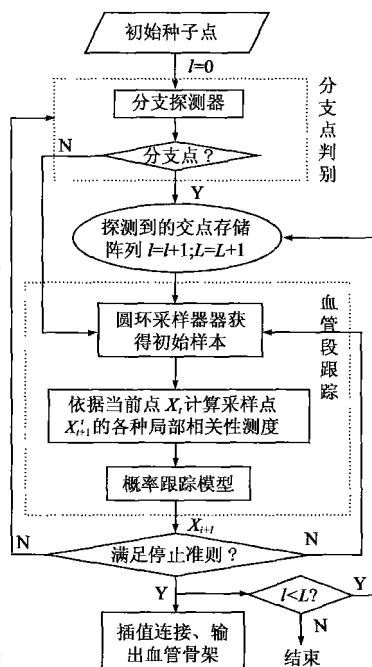 初始种子点
l=0
分支探测器
分支点?
N
Y
分支点判别
探测到的交点存储
阵列 l=l+1;L=L+1
圆环采样器器获
得初始样本
血管段跟踪
依据当前点 Xt 计算采样点
X't+1 的各种局部相关性测度
概率跟踪模型
Xt+1
N
满足停止准则?
N
Y
l<L?
Y
N
插值连接、输
出血管骨架
结束